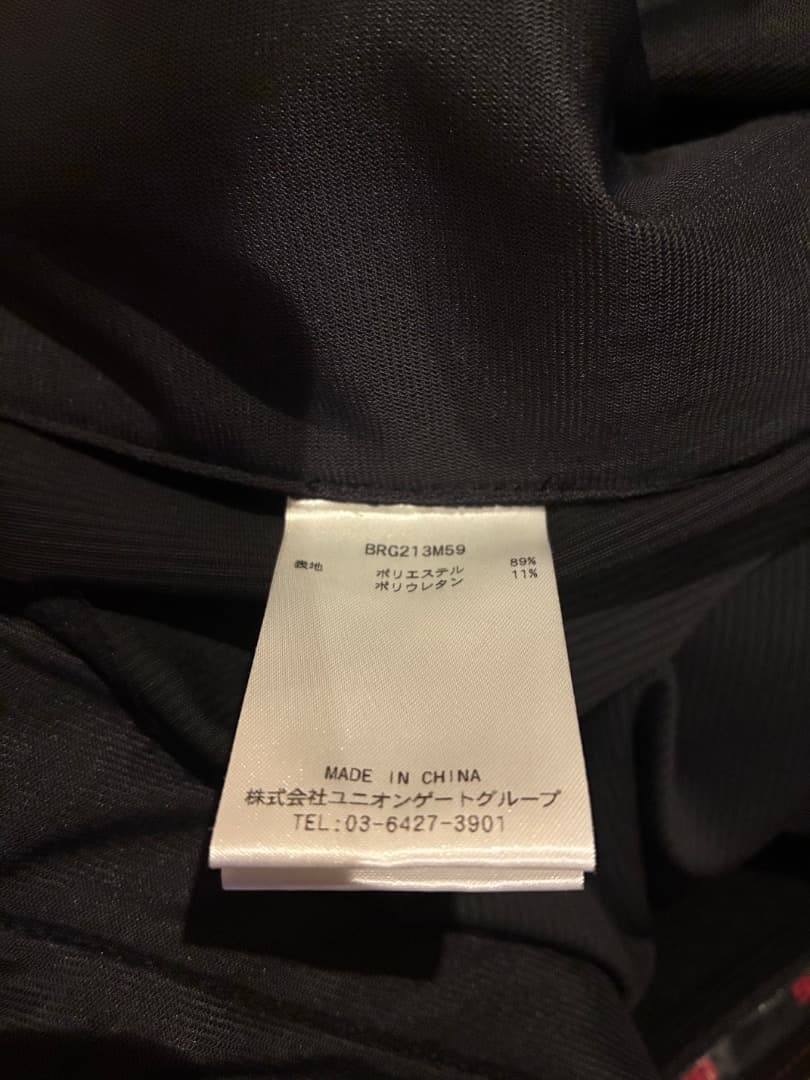 BRG213M59
表地 ポリエステル 89%
ポリウレタン 11%
MADE IN CHINA
株式会社ユニオンゲートグループ
TEL:03-6427-3901